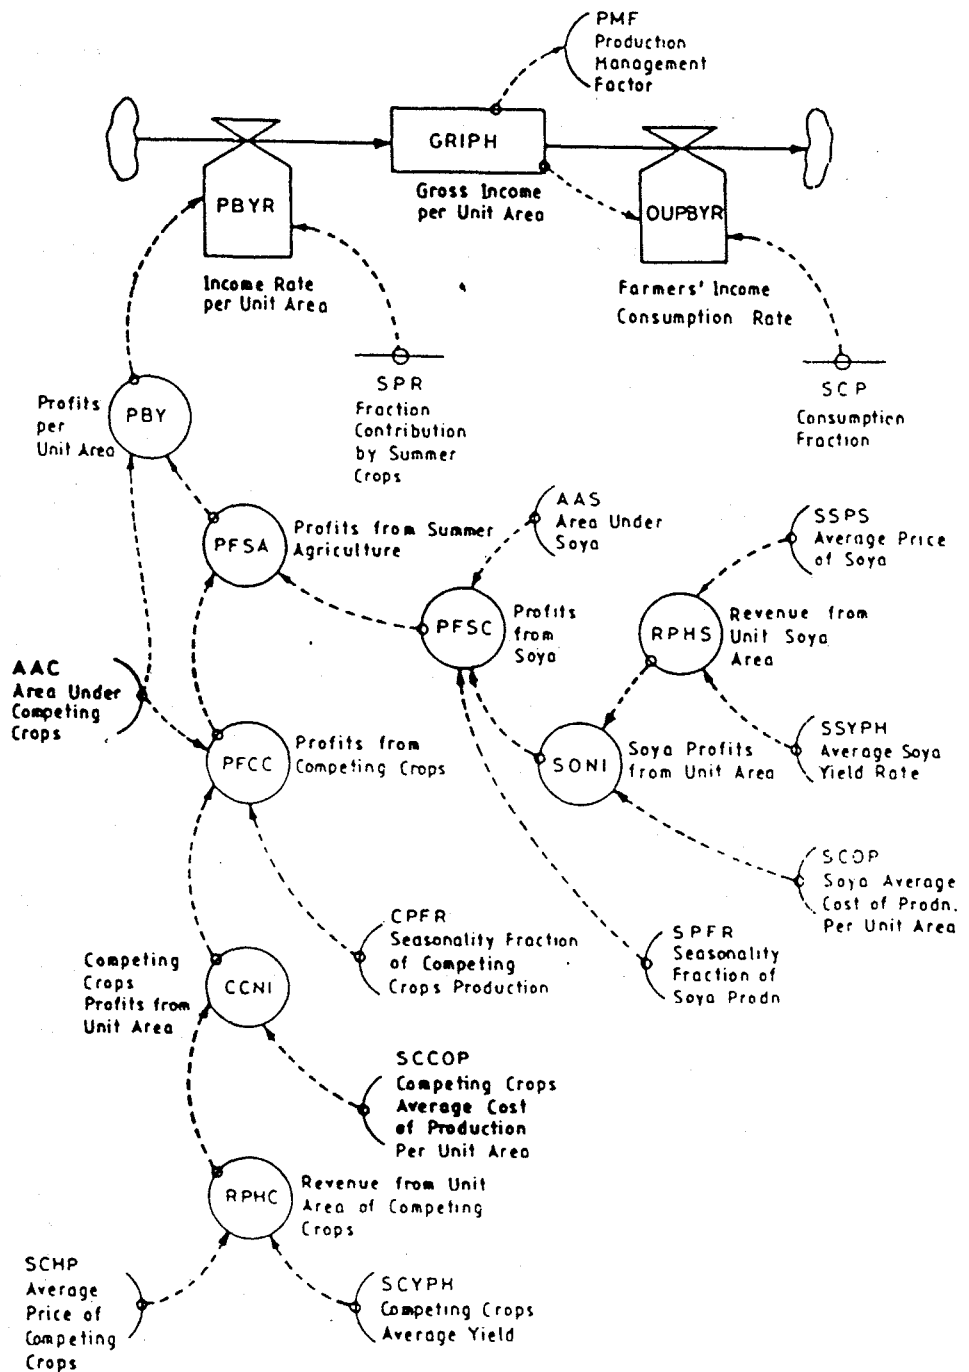 PMF
Production
Management
Factor
GRIPH
Gross Income
per Unit Area
PBYR
Income Rate
per Unit Area
OUPBYR
Farmers' Income
Consumption Rate
SPR
Fraction
Contribution
by Summer
Crops
SCP
Consumption
Fraction
Profits
per
Unit Area
PBY
PFSA
Profits from Summer
Agriculture
AAS
Area Under
Soya
SSPS
Average Price
of Soya
PFSC
Profits
from
Soya
RPHS
Revenue from
Unit Soya
Area
AAC
Area Under
Competing
Crops
PFCC
Profits from
Competing Crops
SONI
Soya Profits
from Unit Area
SSYPH
Average Soya
Yield Rate
SCOP
Soya Average
Cost of Prodn.
Per Unit Area
CPFR
Seasonality Fraction
of Competing
Crops Production
SPFR
Seasonality
Fraction of
Soya Prodn
Competing
Crops
Profits from
Unit Area
CCNI
SCCOP
Competing Crops
Average Cost
of Production
Per Unit Area
RPHC
Revenue from Unit
Area of Competing
Crops
SCHP
Average
Price of
Competing
Crops
SCYPH
Competing Crops
Average Yield